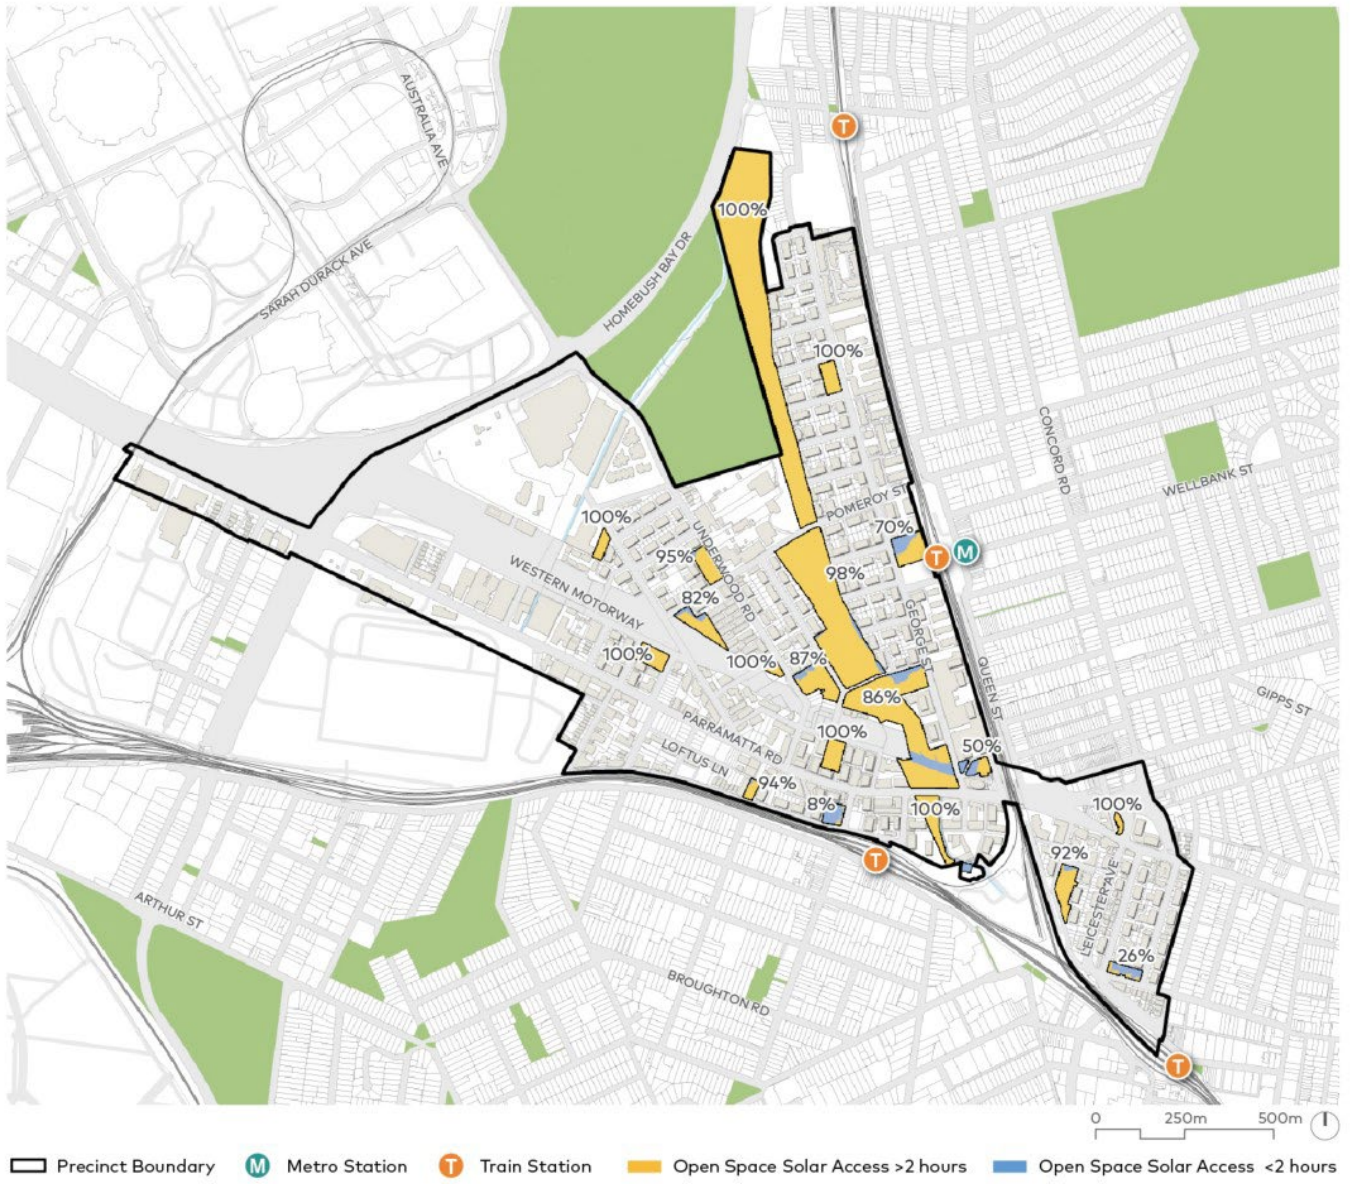 AUSTRALIA AVE
T
100%
HOMEBUSH BAY DR
SARAH DURACK AVE
100%
CONCORD RD
WELLBANK ST
POMEROY ST
100%
UNDERWOOD RD
70%
T
M
95%
98%
WESTERN MOTORWAY
82%
GEORGE ST
100%
100%
87%
QUEEN ST
86%
GIPPS ST
PARRAMATTA RD
100%
LOFTUS LN
50%
94%
8%
100%
100%
92%
T
LEICESTER AVE
ARTHUR ST
26%
BROUGHTON RD
T
0 250m 500m
Precinct Boundary M Metro Station T Train Station Open Space Solar Access >2 hours Open Space Solar Access <2 hours